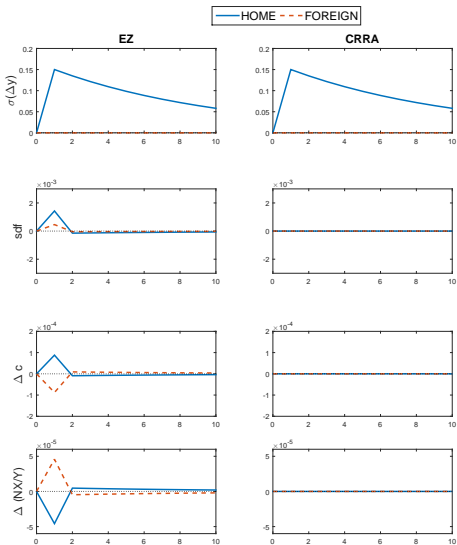 HOME FOREIGN
EZ CRRA
σ(Δy)
0.2 0.2
0.15 0.15
0.1 0.1
0.05 0.05
0 0
0 2 4 6 8 10 0 2 4 6 8 10
sdf
×10⁻³ ×10⁻³
2 2
0 0
-2 -2
0 2 4 6 8 10 0 2 4 6 8 10
Δ c
×10⁻⁴ ×10⁻⁴
2 2
1 1
0 0
-1 -1
-2 -2
0 2 4 6 8 10 0 2 4 6 8 10
Δ (NX/Y)
×10⁻⁵ ×10⁻⁵
5 5
0 0
-5 -5
0 2 4 6 8 10 0 2 4 6 8 10